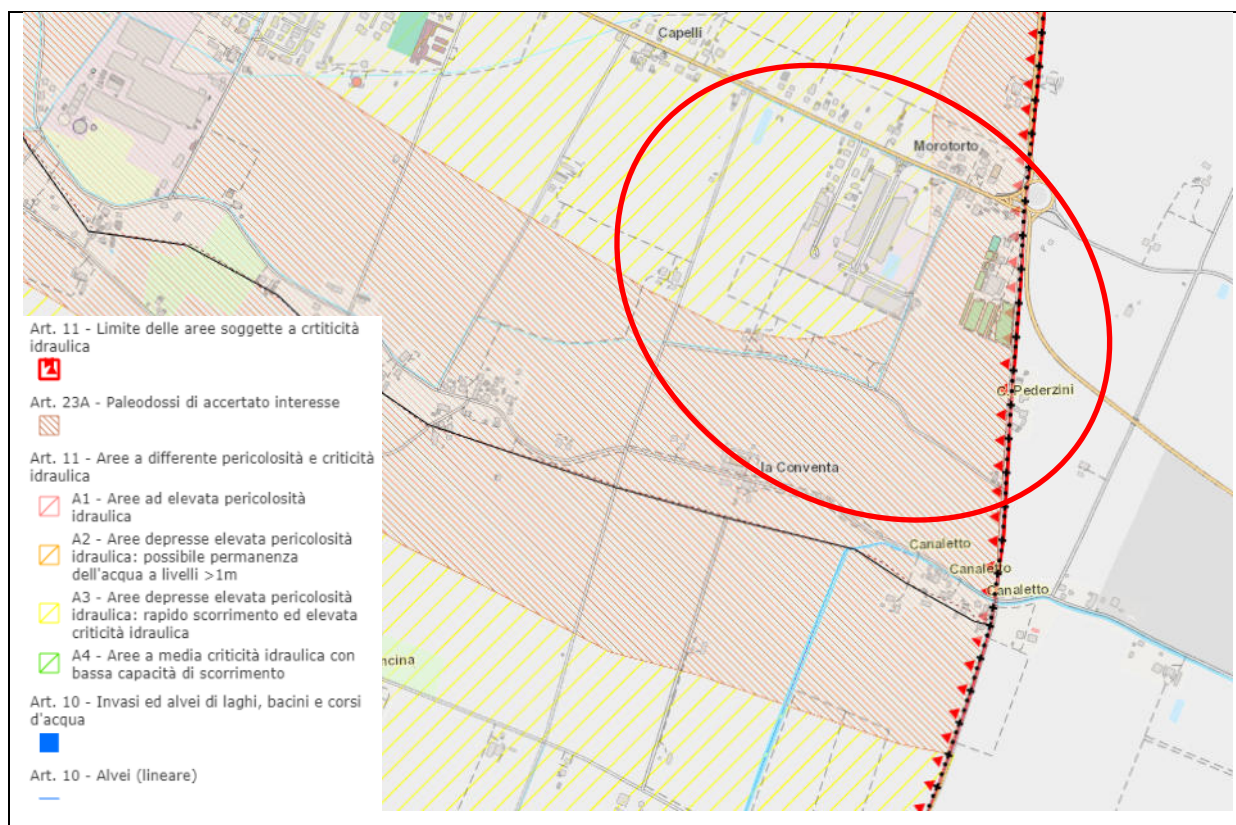 Capelli
Morotorto
C. Pederzini
la Conventa
Canaletto
Canaletto
Canaletto
ncina
Art. 11 - Limite delle aree soggette a crticità
idraulica
Art. 23A - Paleodossi di accertato interesse
Art. 11 - Aree a differente pericolosità e criticità
idraulica
A1 - Aree ad elevata pericolosità
idraulica
A2 - Aree depresse elevata pericolosità
idraulica: possibile permanenza
dell'acqua a livelli >1m
A3 - Aree depresse elevata pericolosità
idraulica: rapido scorrimento ed elevata
criticità idraulica
A4 - Aree a media criticità idraulica con
bassa capacità di scorrimento
Art. 10 - Invasi ed alvei di laghi, bacini e corsi
d'acqua
Art. 10 - Alvei (lineare)